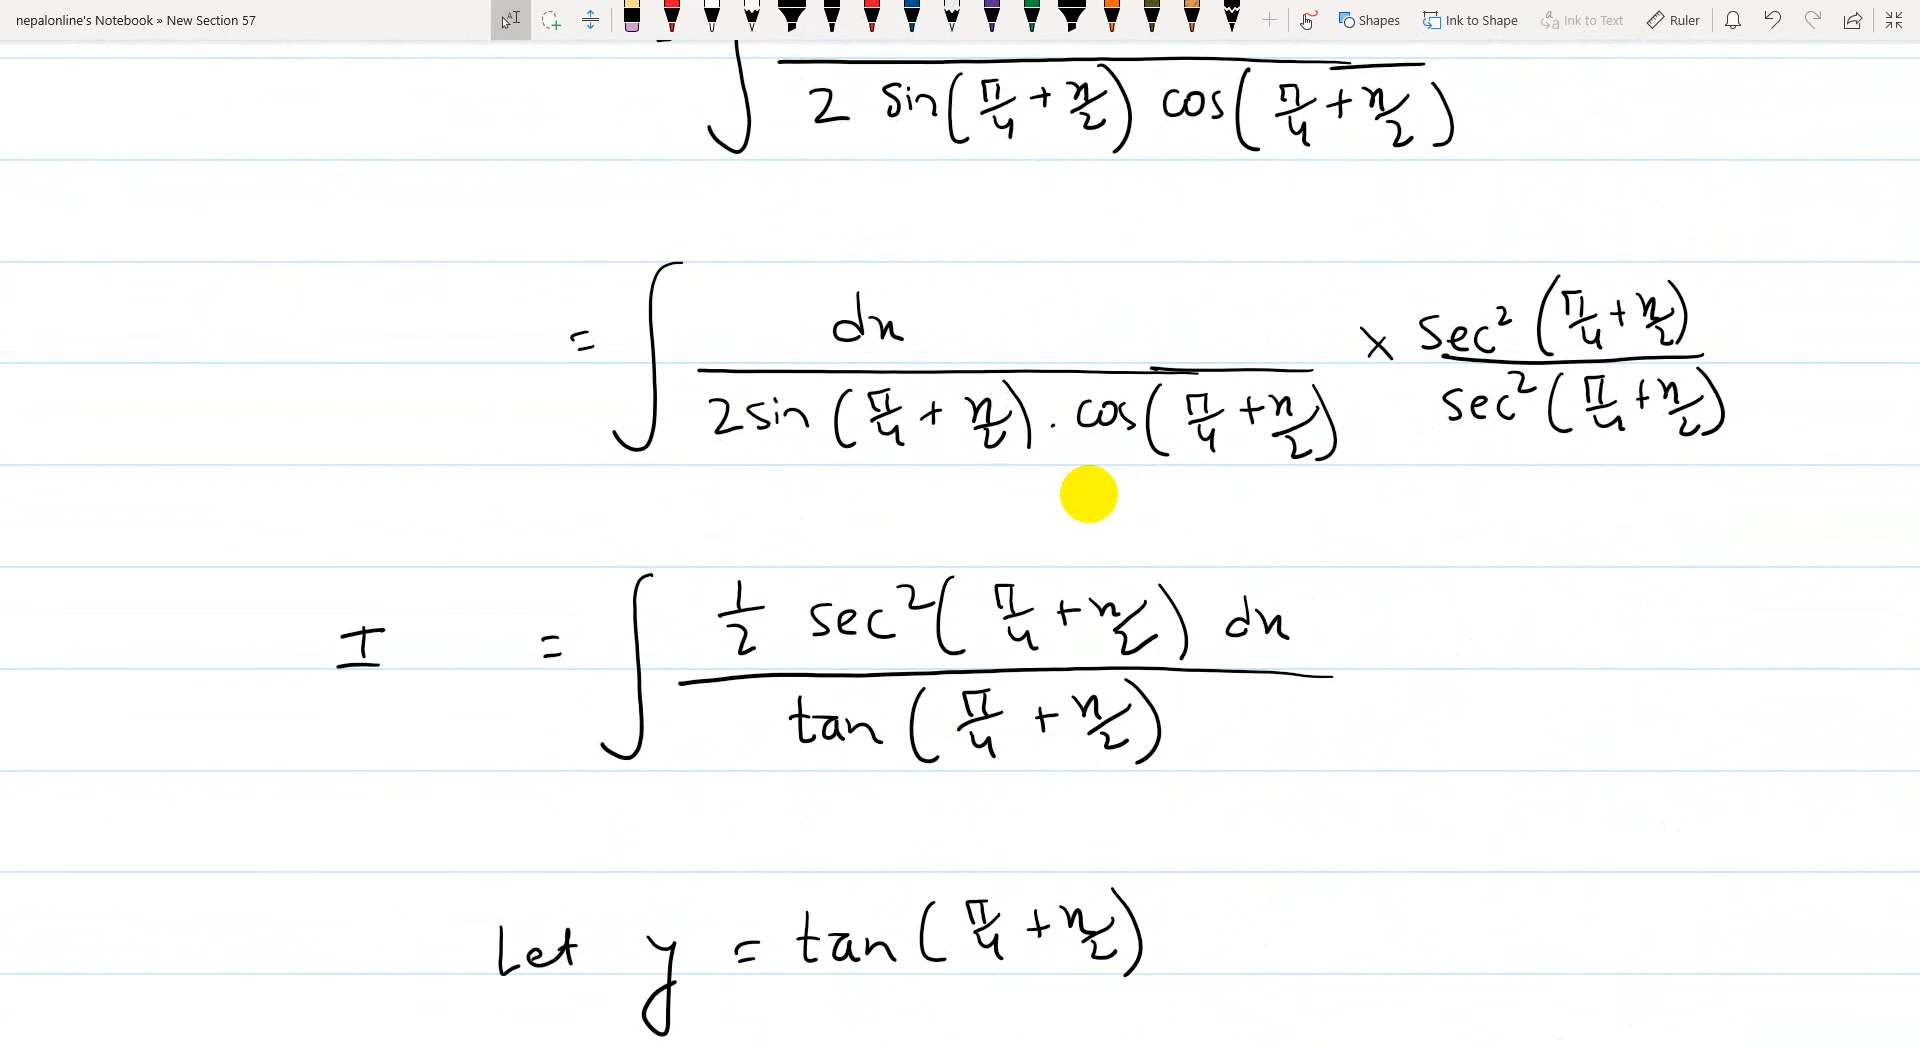 nepalonline's Notebook » New Section 57
Shapes Ink to Shape Ink to Text Ruler
= ∫ 2 sin(π/4 + x/2) cos(π/4 + x/2)
= ∫ dx / 2sin(π/4 + x/2) . cos(π/4 + x/2) × sec²(π/4 + x/2) / sec²(π/4 + x/2)
I = ∫ 1/2 sec²(π/4 + x/2) dx / tan(π/4 + x/2)
Let y = tan(π/4 + x/2)